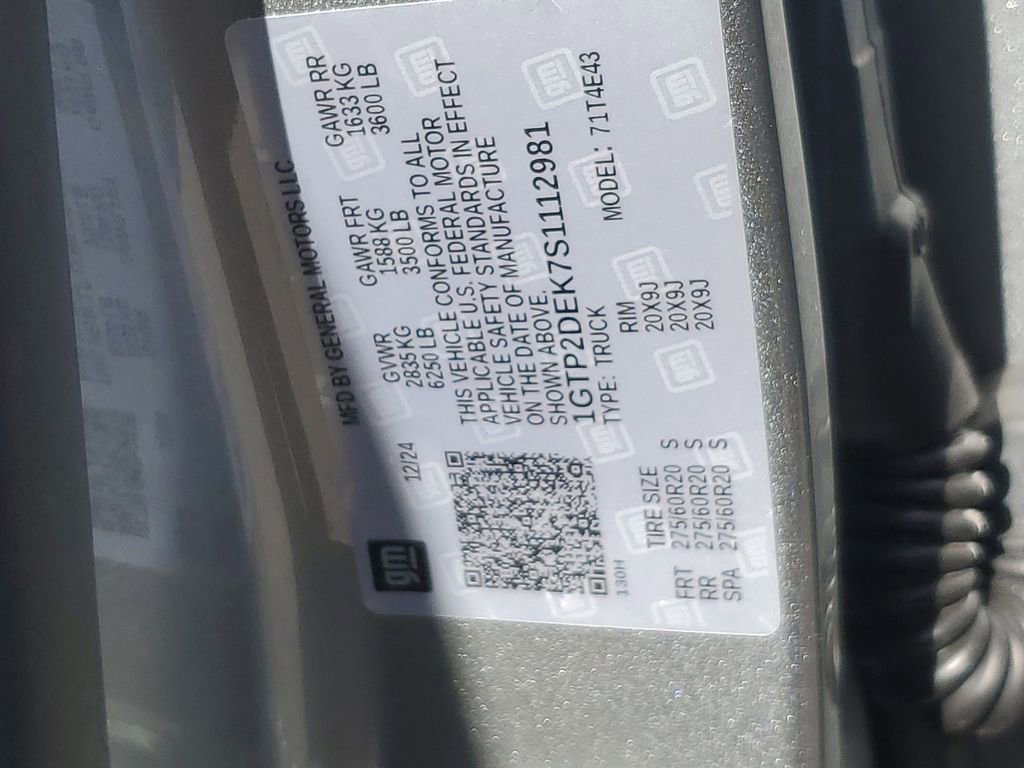 gm
MFD BY GENERAL MOTORS LLC
12/24
GVWR GAWR FRT GAWR RR
2835 KG 1588 KG 1633 KG
6250 LB 3500 LB 3600 LB
THIS VEHICLE CONFORMS TO ALL
APPLICABLE U.S. FEDERAL MOTOR
VEHICLE SAFETY STANDARDS IN EFFECT
ON THE DATE OF MANUFACTURE
SHOWN ABOVE.
1GTP2DEK7S1112981
TYPE: TRUCK MODEL: 71T4E43
130H
TIRE SIZE RIM
FRT 275/60R20 S 20X9J
RR 275/60R20 S 20X9J
SPA 275/60R20 S 20X9J